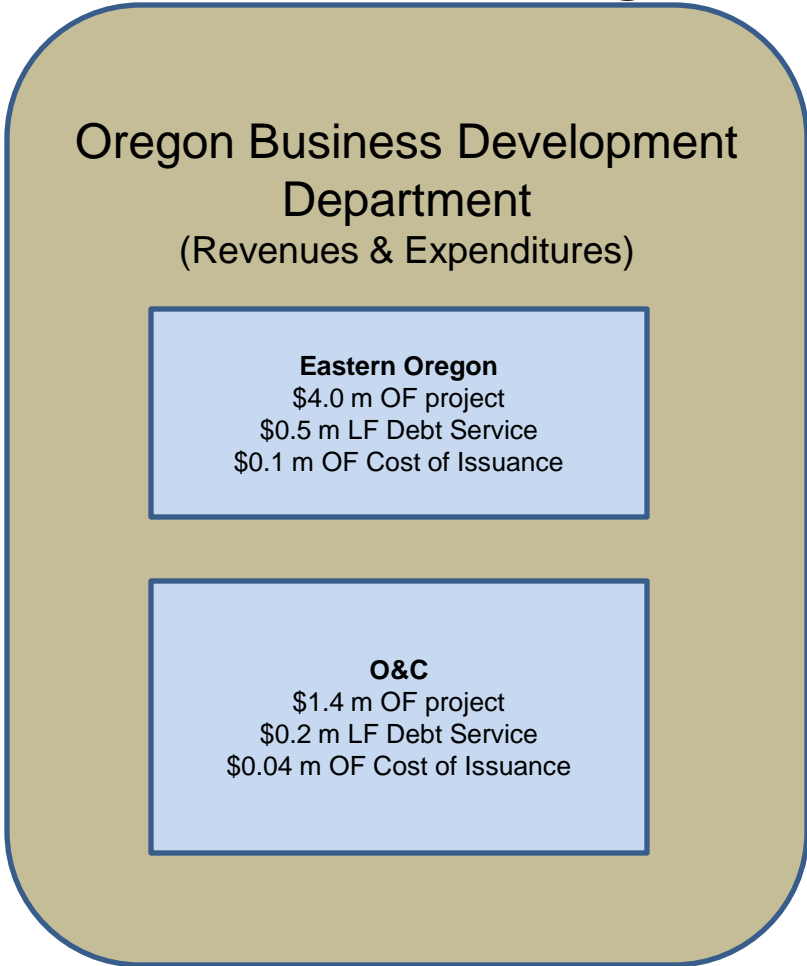 Oregon Business Development
Department
(Revenues & Expenditures)
Eastern Oregon
$4.0 m OF project
$0.5 m LF Debt Service
$0.1 m OF Cost of Issuance
O&C
$1.4 m OF project
$0.2 m LF Debt Service
$0.04 m OF Cost of Issuance